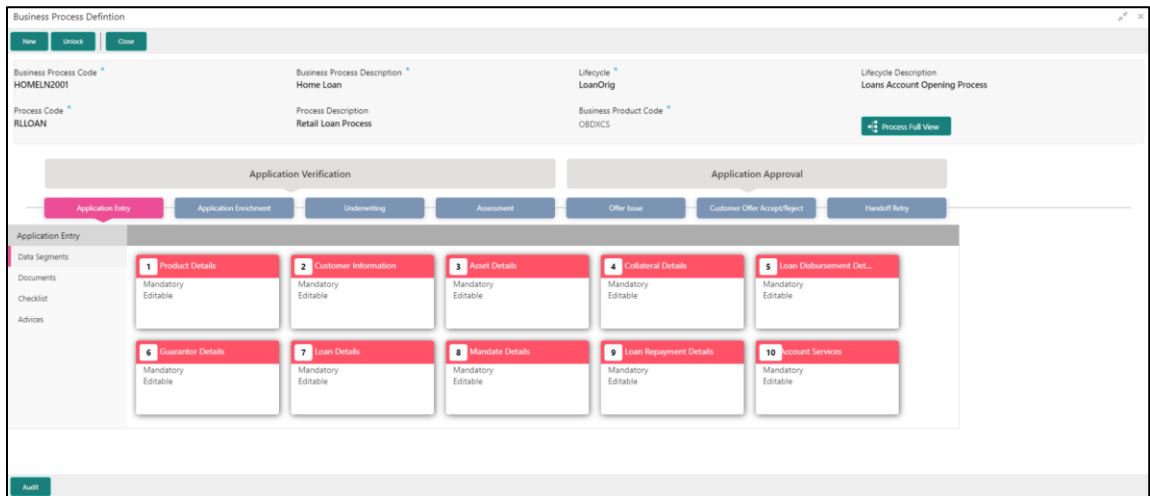 Business Process Defintion
New Unlock Close
Business Process Code * Business Process Description * Lifecycle * Lifecycle Description
HOMELN2001 Home Loan LoanOrig Loans Account Opening Process
Process Code * Process Description Business Product Code *
RLLOAN Retail Loan Process OBDXCS Process Full View
Application Verification Application Approval
Application Entry Application Enrichment Underwriting Assessment Offer Issue Customer Offer Accept/Reject Handoff Retry
Application Entry
Data Segments
Documents
Checklist
Advices
1 Product Details 2 Customer Information 3 Asset Details 4 Collateral Details 5 Loan Disbursement Det...
Mandatory Mandatory Mandatory Mandatory Mandatory
Editable Editable Editable Editable Editable
6 Guarantor Details 7 Loan Details 8 Mandate Details 9 Loan Repayment Details 10 Account Services
Mandatory Mandatory Mandatory Mandatory Mandatory
Editable Editable Editable Editable Editable
Audit